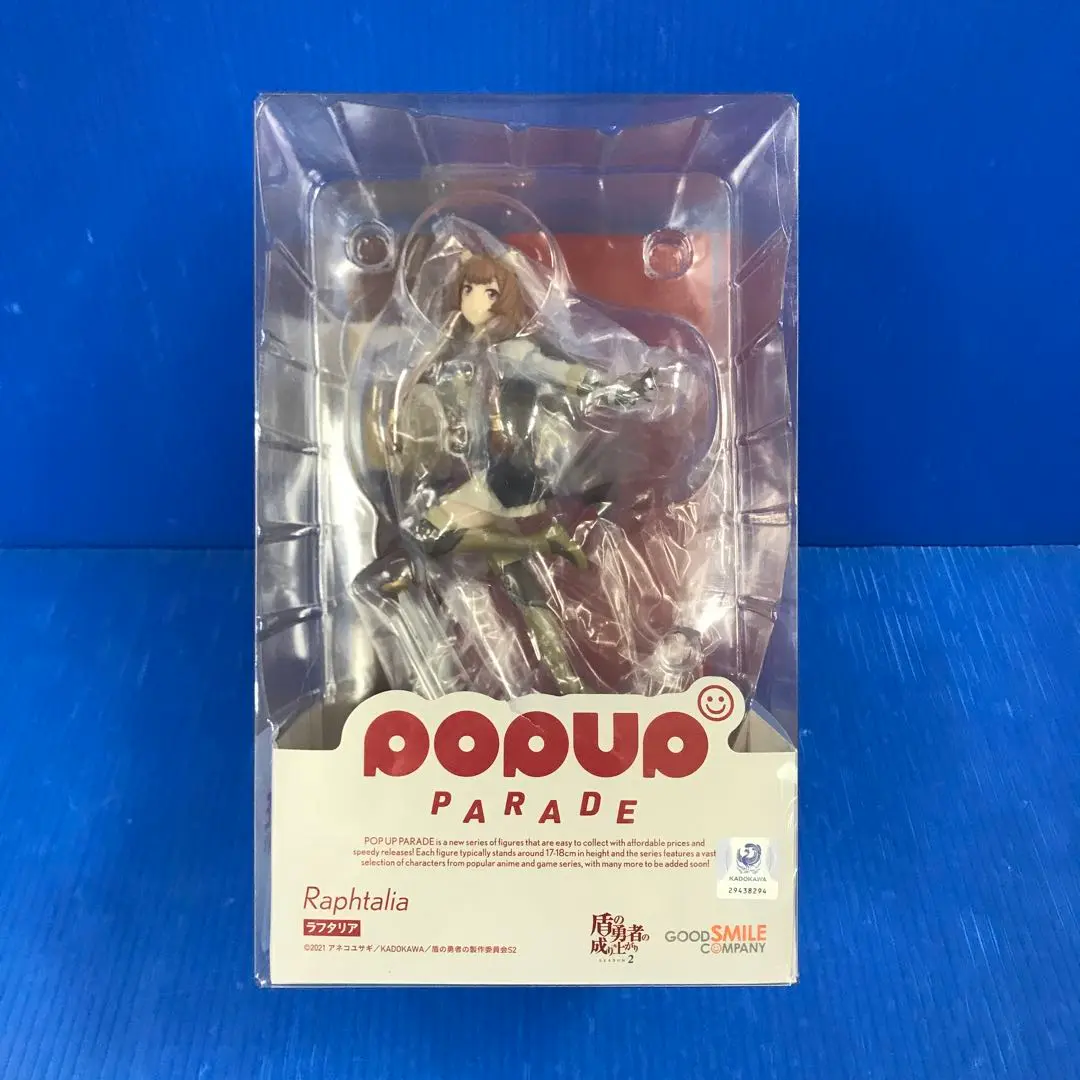 POPUP
PARADE
POP UP PARADE is a new series of figures that are easy to collect with affordable prices and
speedy releases! Each figure typically stands around 17-18cm in height and the series features a vast
selection of characters from popular anime and game series, with many more to be added soon!
KADOKAWA
29438294
Raphtalia
ラフタリア
©2021 アネコユサギ/KADOKAWA/盾の勇者の製作委員会S2
盾の勇者の
成り上がり
SEASON 2
GOOD SMILE
COMPANY